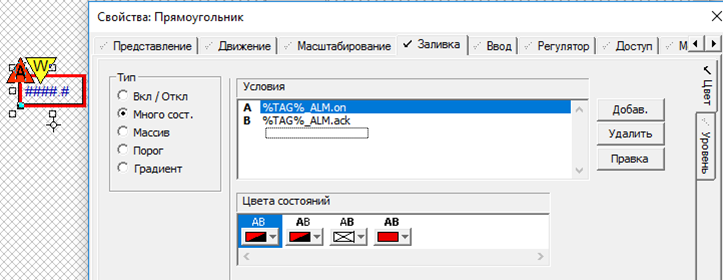 Свойства: Прямоугольник
Представление Движение Масштабирование Заливка Ввод Регулятор Доступ М
A W
####.#
Тип
Вкл / Откл
Много сост.
Массив
Порог
Градиент
Условия
A %TAG%_ALM.on
B %TAG%_ALM.ack
Добав.
Удалить
Правка
Цвет
Уровень
Цвета состояний
AB AB AB AB